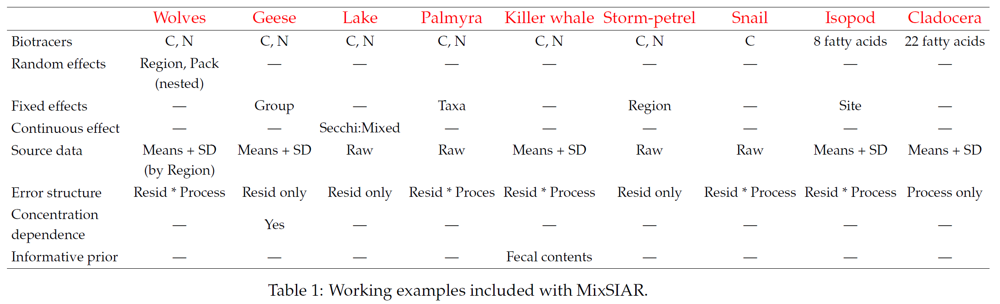 Wolves Geese Lake Palmyra Killer whale Storm-petrel Snail Isopod Cladocera
Biotracers C, N C, N C, N C, N C, N C, N C 8 fatty acids 22 fatty acids
Random effects Region, Pack — — — — — — — —
(nested)
Fixed effects — Group — Taxa — Region — Site —
Continuous effect — — Secchi:Mixed — — — — — —
Source data Means + SD Means + SD Raw Raw Means + SD Raw Raw Means + SD Means + SD
(by Region)
Error structure Resid * Process Resid only Resid only Resid * Proces Resid * Process Resid only Resid * Process Resid * Process Process only
Concentration
— Yes — — — — — — —
dependence
Informative prior — — — — Fecal contents — — — —
Table 1: Working examples included with MixSIAR.